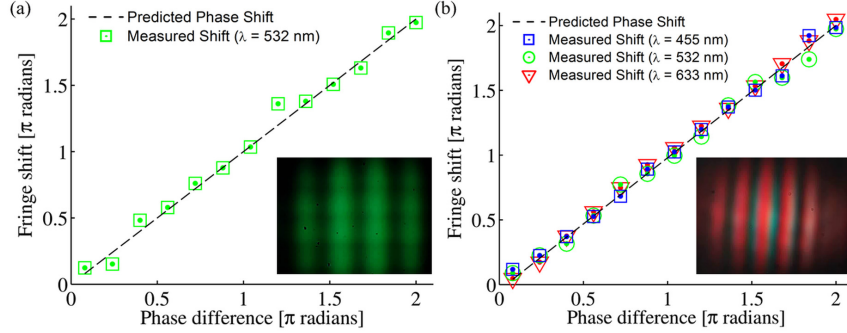 (a)
Predicted Phase Shift
Measured Shift (λ = 532 nm)
Fringe shift [π radians]
2
1.5
1
0.5
0
0
0.5
1
1.5
2
Phase difference [π radians]
(b)
Predicted Phase Shift
Measured Shift (λ = 455 nm)
Measured Shift (λ = 532 nm)
Measured Shift (λ = 633 nm)
Fringe shift [π radians]
2
1.5
1
0.5
0
0
0.5
1
1.5
2
Phase difference [π radians]